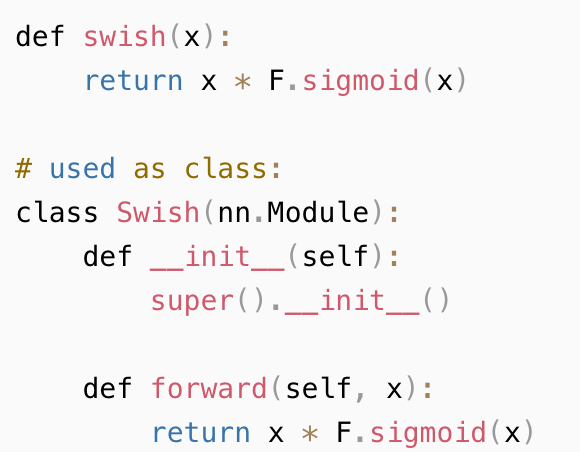 def swish(x):
    return x * F.sigmoid(x)

# used as class:
class Swish(nn.Module):
    def __init__(self):
        super().__init__()

    def forward(self, x):
        return x * F.sigmoid(x)